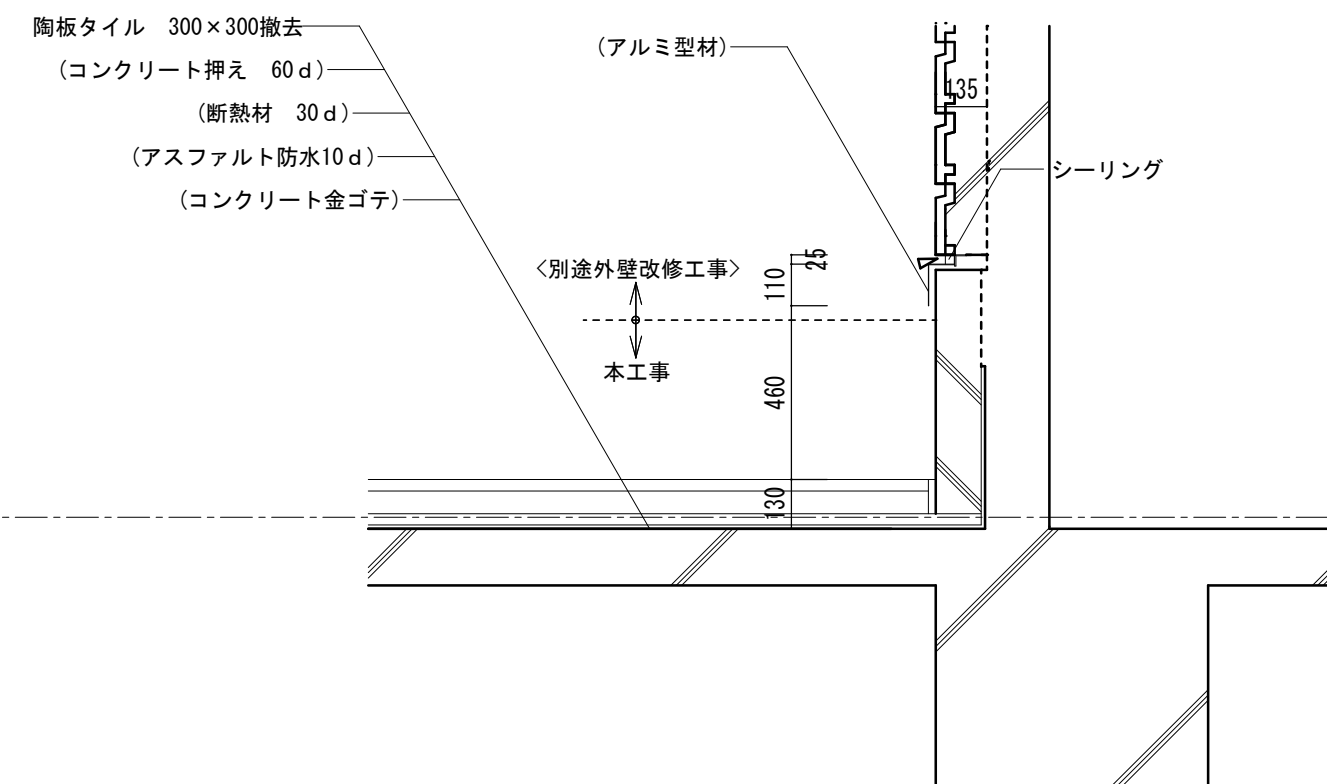 陶板タイル　300×300撤去
(コンクリート押え　60ｄ)
(断熱材　30ｄ)
(アスファルト防水10ｄ)
(コンクリート金ゴテ)
(アルミ型材)
135
シーリング
25
110
〈別途外壁改修工事〉
本工事
460
130